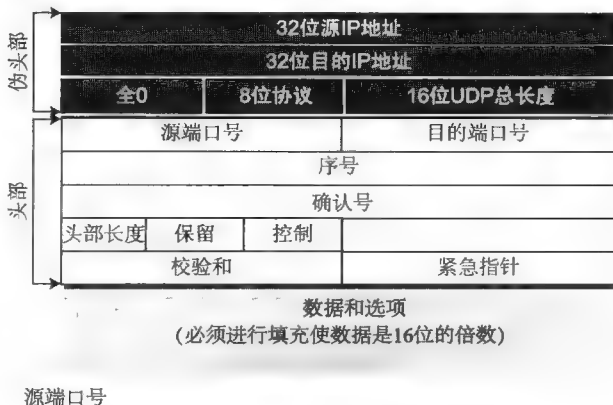 伪头部
32位源IP地址
32位目的IP地址
全0 8位协议 16位UDP总长度
头部
源端口号 目的端口号
序号
确认号
头部长度 保留 控制
校验和 紧急指针
数据和选项
(必须进行填充使数据是16位的倍数)
源端口号